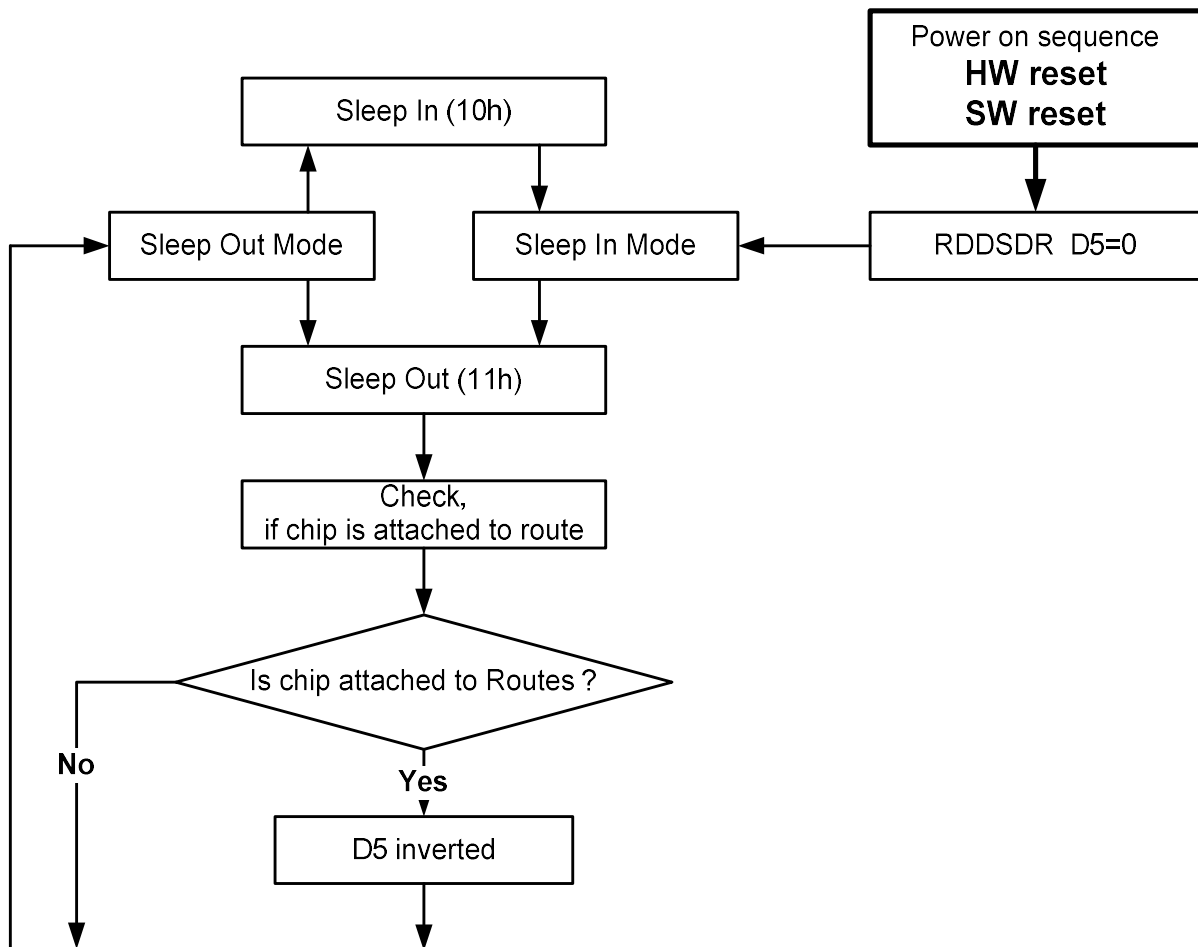 Power on sequence
HW reset
SW reset
Sleep In (10h)
Sleep Out Mode
Sleep In Mode
RDDSDR D5=0
Sleep Out (11h)
Check,
if chip is attached to route
Is chip attached to Routes ?
No
Yes
D5 inverted